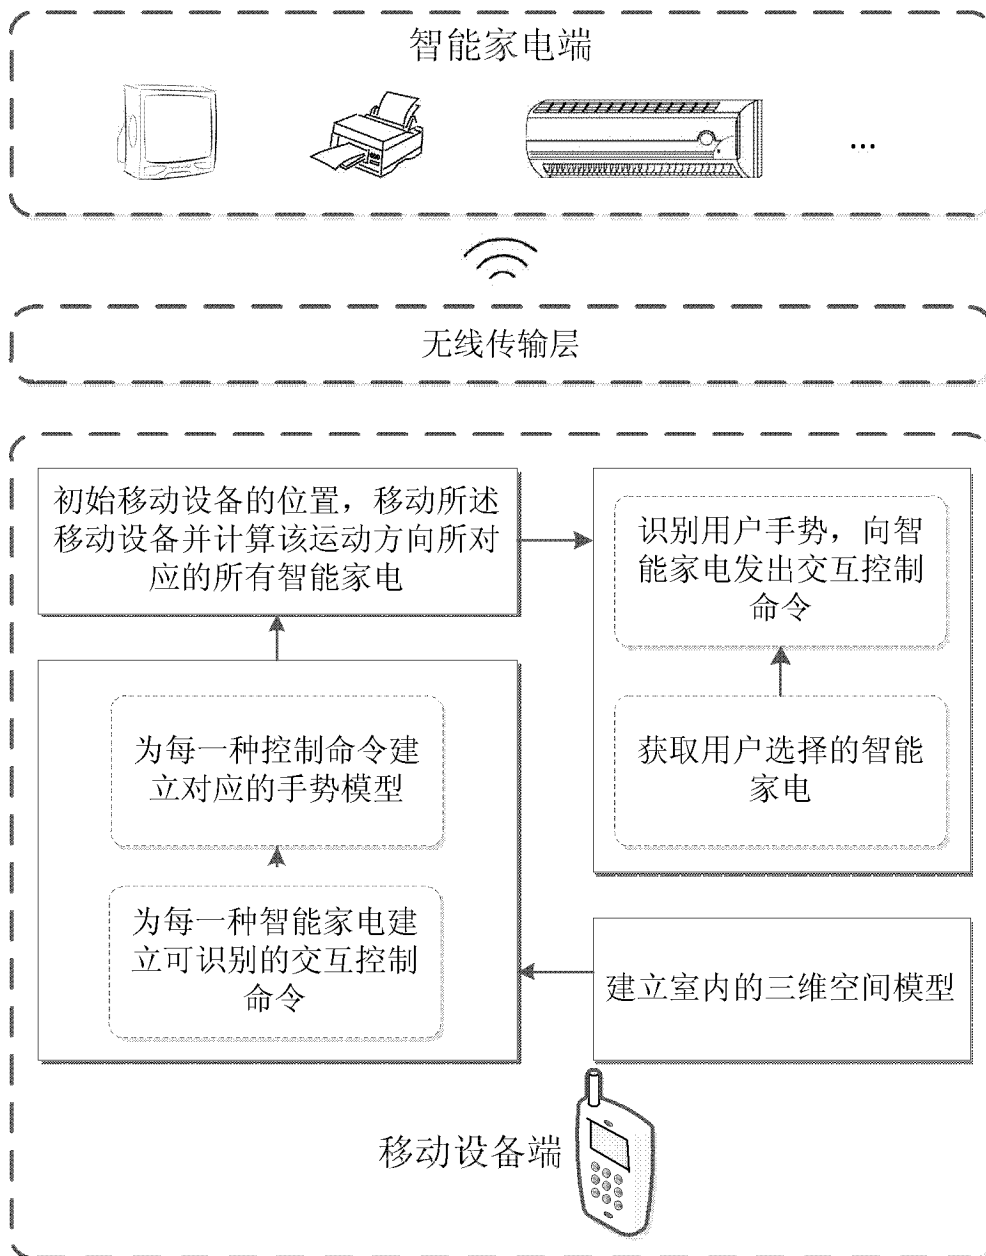 智能家电端
...
无线传输层
初始移动设备的位置，移动所述
移动设备并计算该运动方向所对
应的所有智能家电
识别用户手势，向智
能家电发出交互控制
命令
为每一种控制命令建
立对应的手势模型
获取用户选择的智能
家电
为每一种智能家电建
立可识别的交互控制
命令
建立室内的三维空间模型
移动设备端